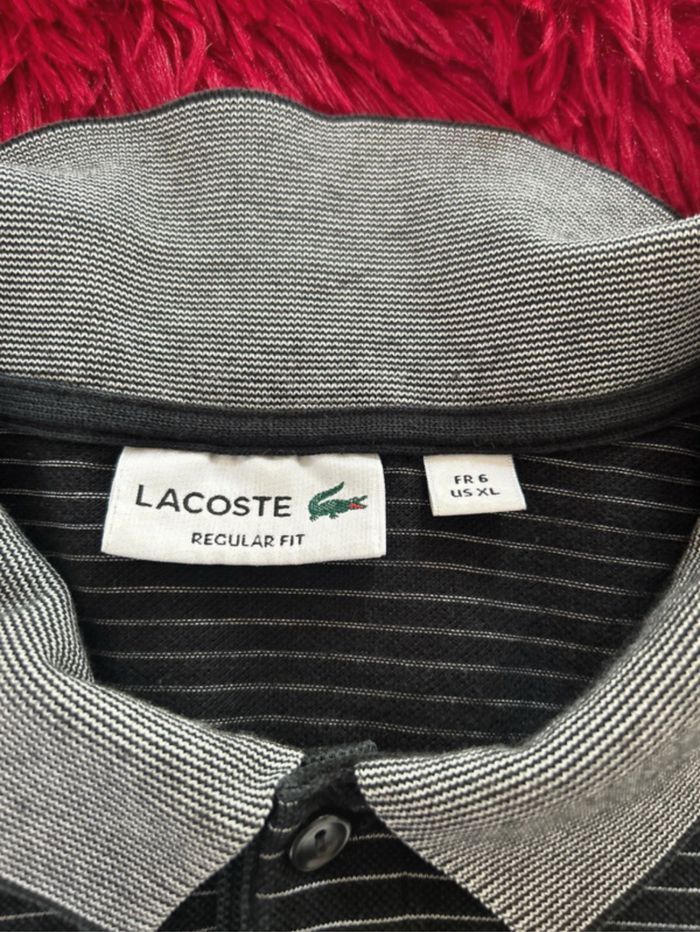 LACOSTE
REGULAR FIT
FR 6
US XL